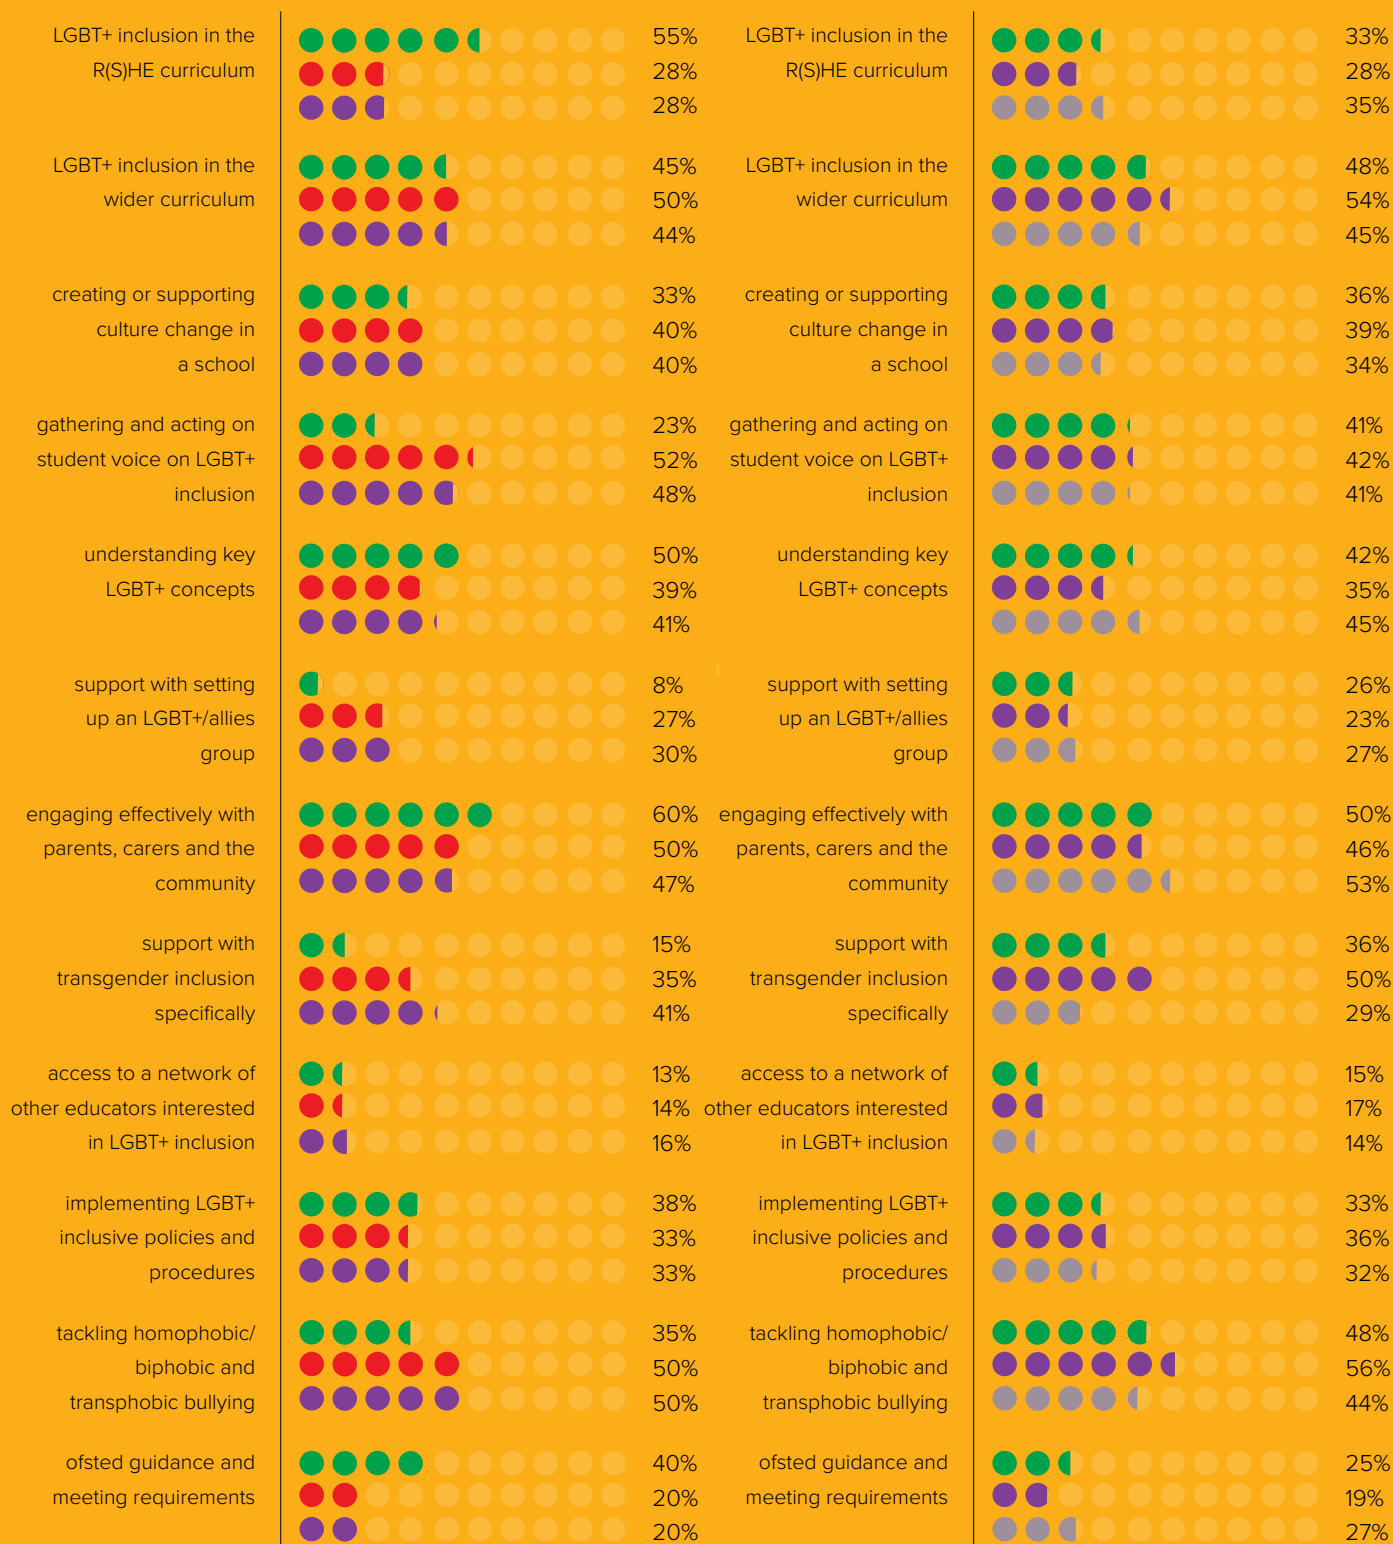 LGBT+ inclusion in the
R(S)HE curriculum
55%
28%
28%
LGBT+ inclusion in the
wider curriculum
45%
50%
44%
creating or supporting
culture change in
a school
33%
40%
40%
gathering and acting on
student voice on LGBT+
inclusion
23%
52%
48%
understanding key
LGBT+ concepts
50%
39%
41%
support with setting
up an LGBT+/allies
group
8%
27%
30%
engaging effectively with
parents, carers and the
community
60%
50%
47%
support with
transgender inclusion
specifically
15%
35%
41%
access to a network of
other educators interested
in LGBT+ inclusion
13%
14%
16%
implementing LGBT+
inclusive policies and
procedures
38%
33%
33%
tackling homophobic/
biphobic and
transphobic bullying
35%
50%
50%
ofsted guidance and
meeting requirements
40%
20%
20%
LGBT+ inclusion in the
R(S)HE curriculum
33%
28%
35%
LGBT+ inclusion in the
wider curriculum
48%
54%
45%
creating or supporting
culture change in
a school
36%
39%
34%
gathering and acting on
student voice on LGBT+
inclusion
41%
42%
41%
understanding key
LGBT+ concepts
42%
35%
45%
support with setting
up an LGBT+/allies
group
26%
23%
27%
engaging effectively with
parents, carers and the
community
50%
46%
53%
support with
transgender inclusion
specifically
36%
50%
29%
access to a network of
other educators interested
in LGBT+ inclusion
15%
17%
14%
implementing LGBT+
inclusive policies and
procedures
33%
36%
32%
tackling homophobic/
biphobic and
transphobic bullying
48%
56%
44%
ofsted guidance and
meeting requirements
25%
19%
27%